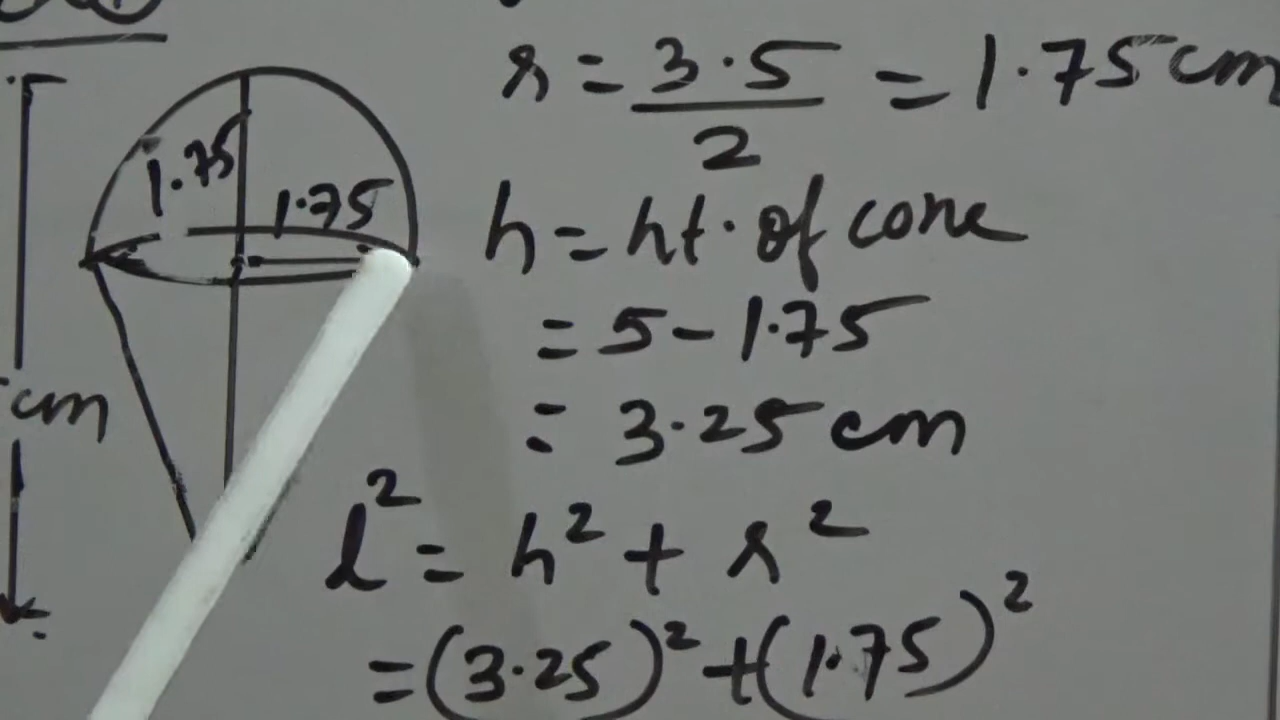 r = 3.5/2 = 1.75 cm
1.75
1.75
h = ht. of cone
= 5 - 1.75
= 3.25 cm
cm
l² = h² + r²
= (3.25)² + (1.75)²